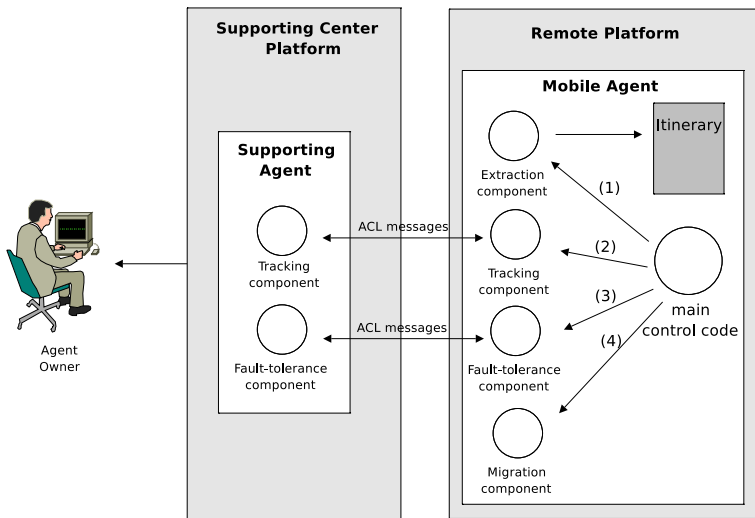 Supporting Center
Platform
Remote Platform
Mobile Agent
Itinerary
Supporting
Agent
Extraction
component
(1)
ACL messages
(2)
Tracking
component
Tracking
component
(3)
main
control code
ACL messages
(4)
Agent
Owner
Fault-tolerance
component
Fault-tolerance
component
Migration
component